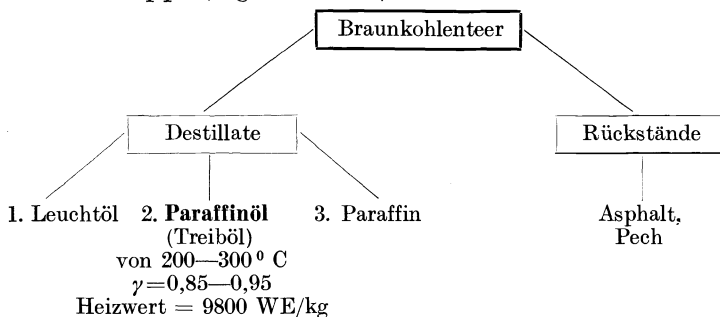 Braunkohlenteer
Destillate
Rückstände
1. Leuchtöl 2. Paraffinöl 3. Paraffin
(Treiböl)
von 200—300⁰ C
γ=0,85—0,95
Heizwert = 9800 WE/kg
Asphalt,
Pech